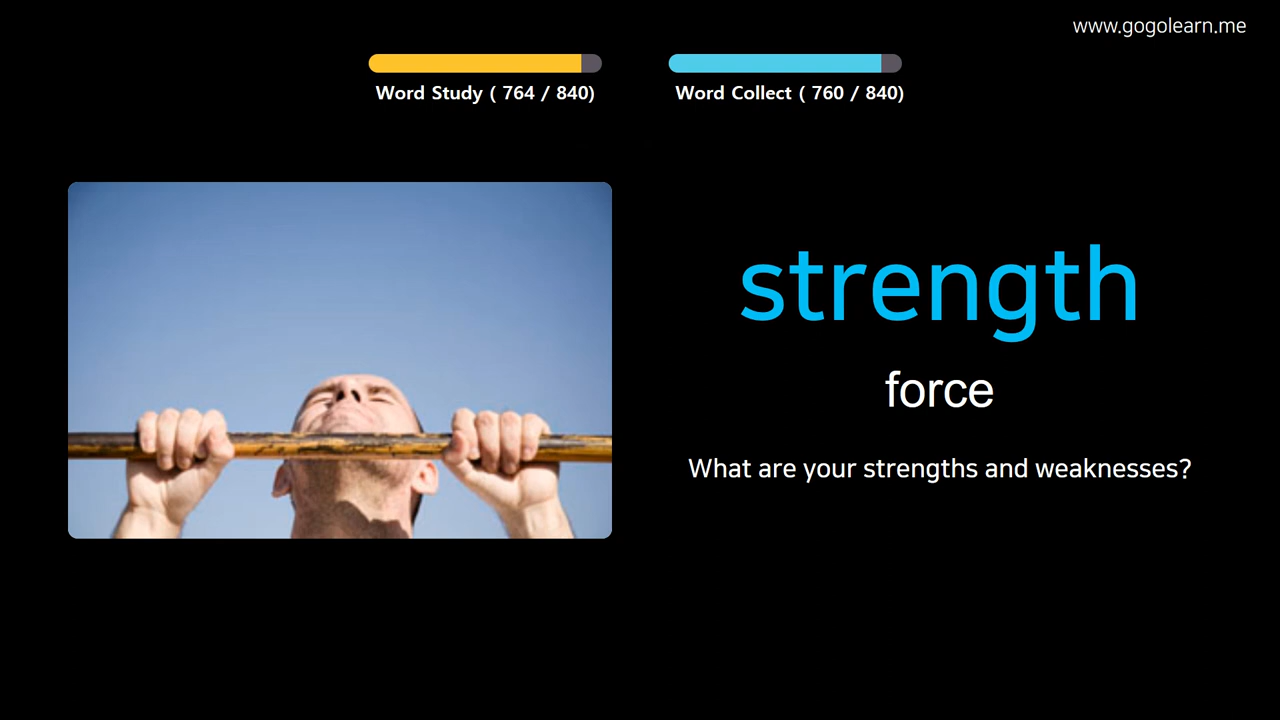 www.gogolearn.me
Word Study ( 764 / 840)
Word Collect ( 760 / 840)
strength
force
What are your strengths and weaknesses?